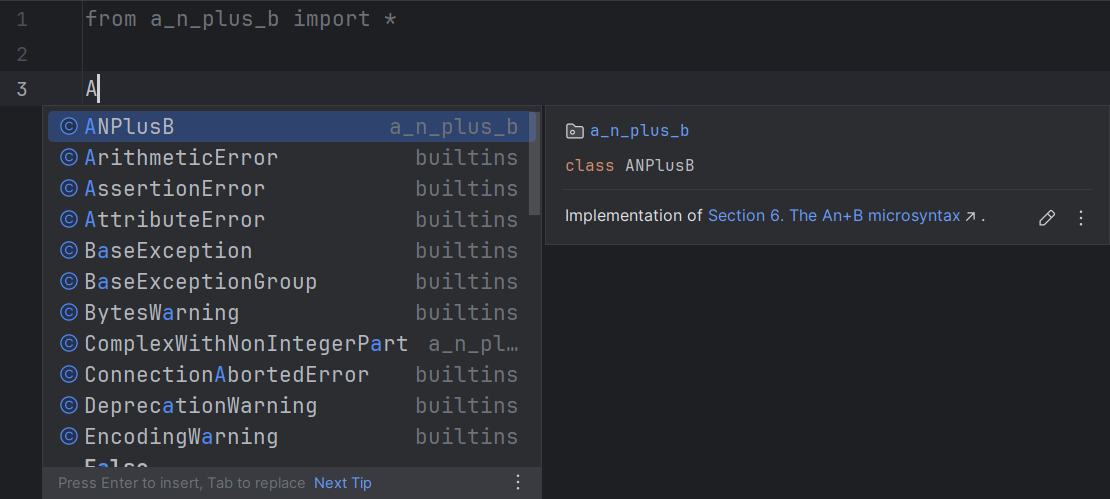 1 from a_n_plus_b import *
2
3 A
ANPlusB a_n_plus_b
ArithmeticError builtins
AssertionError builtins
AttributeError builtins
BaseException builtins
BaseExceptionGroup builtins
BytesWarning builtins
ComplexWithNonIntegerPart a_n_pl…
ConnectionAbortedError builtins
DeprecationWarning builtins
EncodingWarning builtins
False
Press Enter to insert, Tab to replace Next Tip
a_n_plus_b
class ANPlusB
Implementation of Section 6. The An+B microsyntax ↗ .